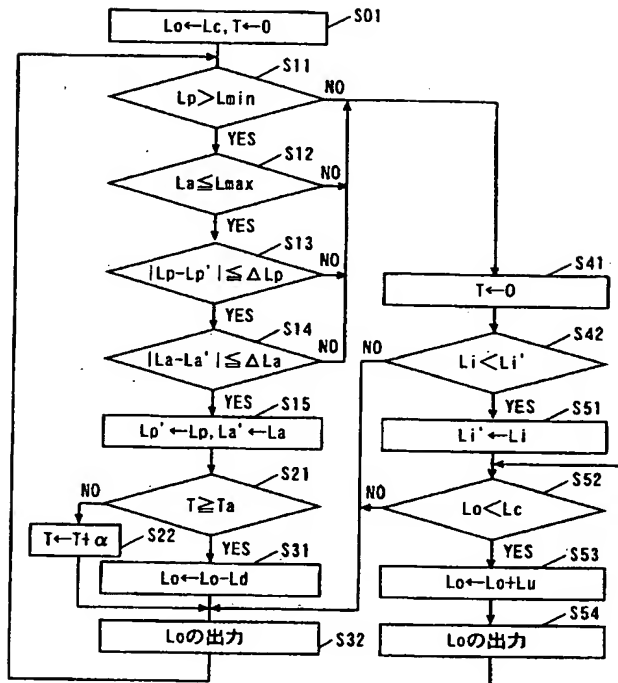 Lo←Lc, T←0
S01
S11
Lp>Lmin
NO
YES
S12
La≦Lmax
NO
YES
S13
|Lp-Lp'|≦ΔLp
NO
YES
S14
|La-La'|≦ΔLa
NO
YES
S15
Lp'←Lp, La'←La
S21
NO
T≧Ta
T←T+α
S22
YES
S31
Lo←Lo-Ld
Loの出力
S32
S41
T←0
S42
NO
Li<Li'
YES
S51
Li'←Li
S52
NO
Lo<Lc
YES
S53
Lo←Lo+Lu
S54
Loの出力